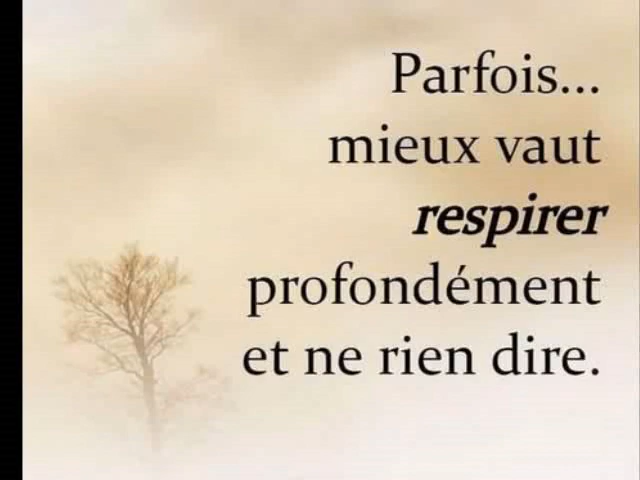 Parfois...
mieux vaut
respirer
profondément
et ne rien dire.